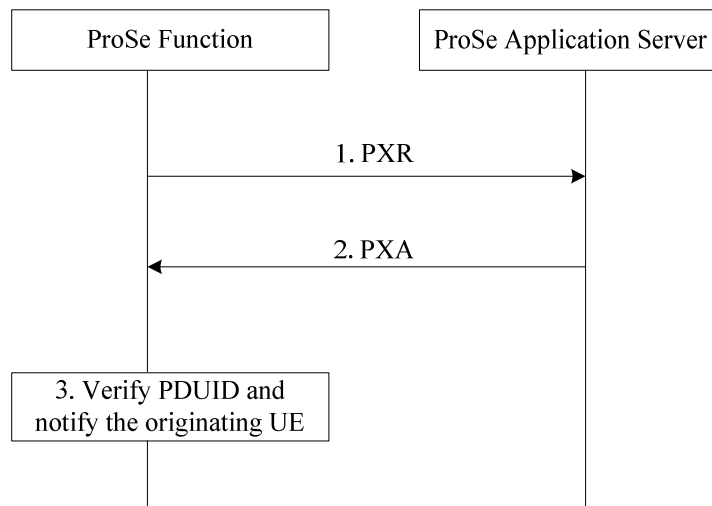 ProSe Function
ProSe Application Server
1. PXR
2. PXA
3. Verify PDUID and
notify the originating UE